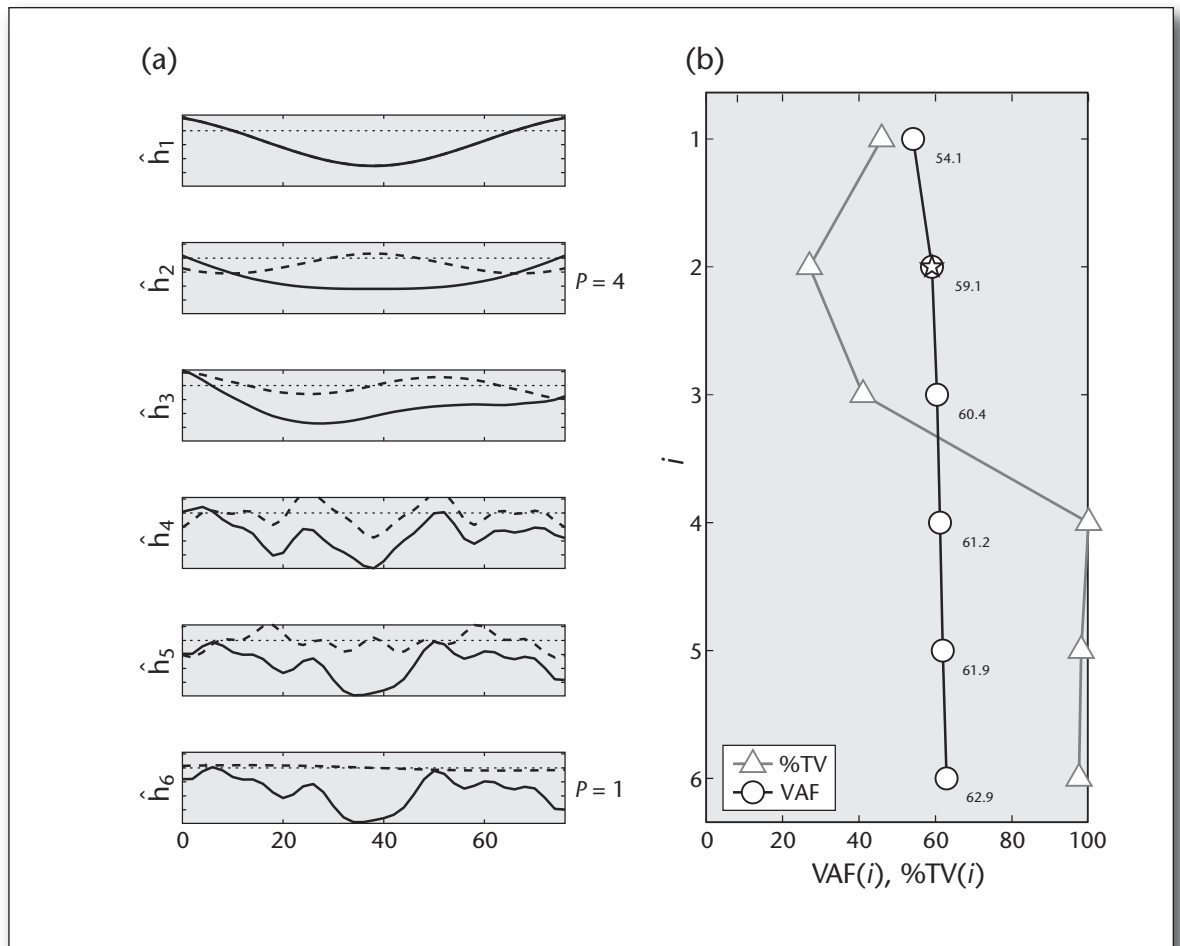 (a)
ĥ1
ĥ2
P = 4
ĥ3
ĥ4
ĥ5
ĥ6
P = 1
0 20 40 60
(b)
1
2
3
4
5
6
i
54.1
59.1
60.4
61.2
61.9
62.9
%TV
VAF
0 20 40 60 80 100
VAF(i), %TV(i)